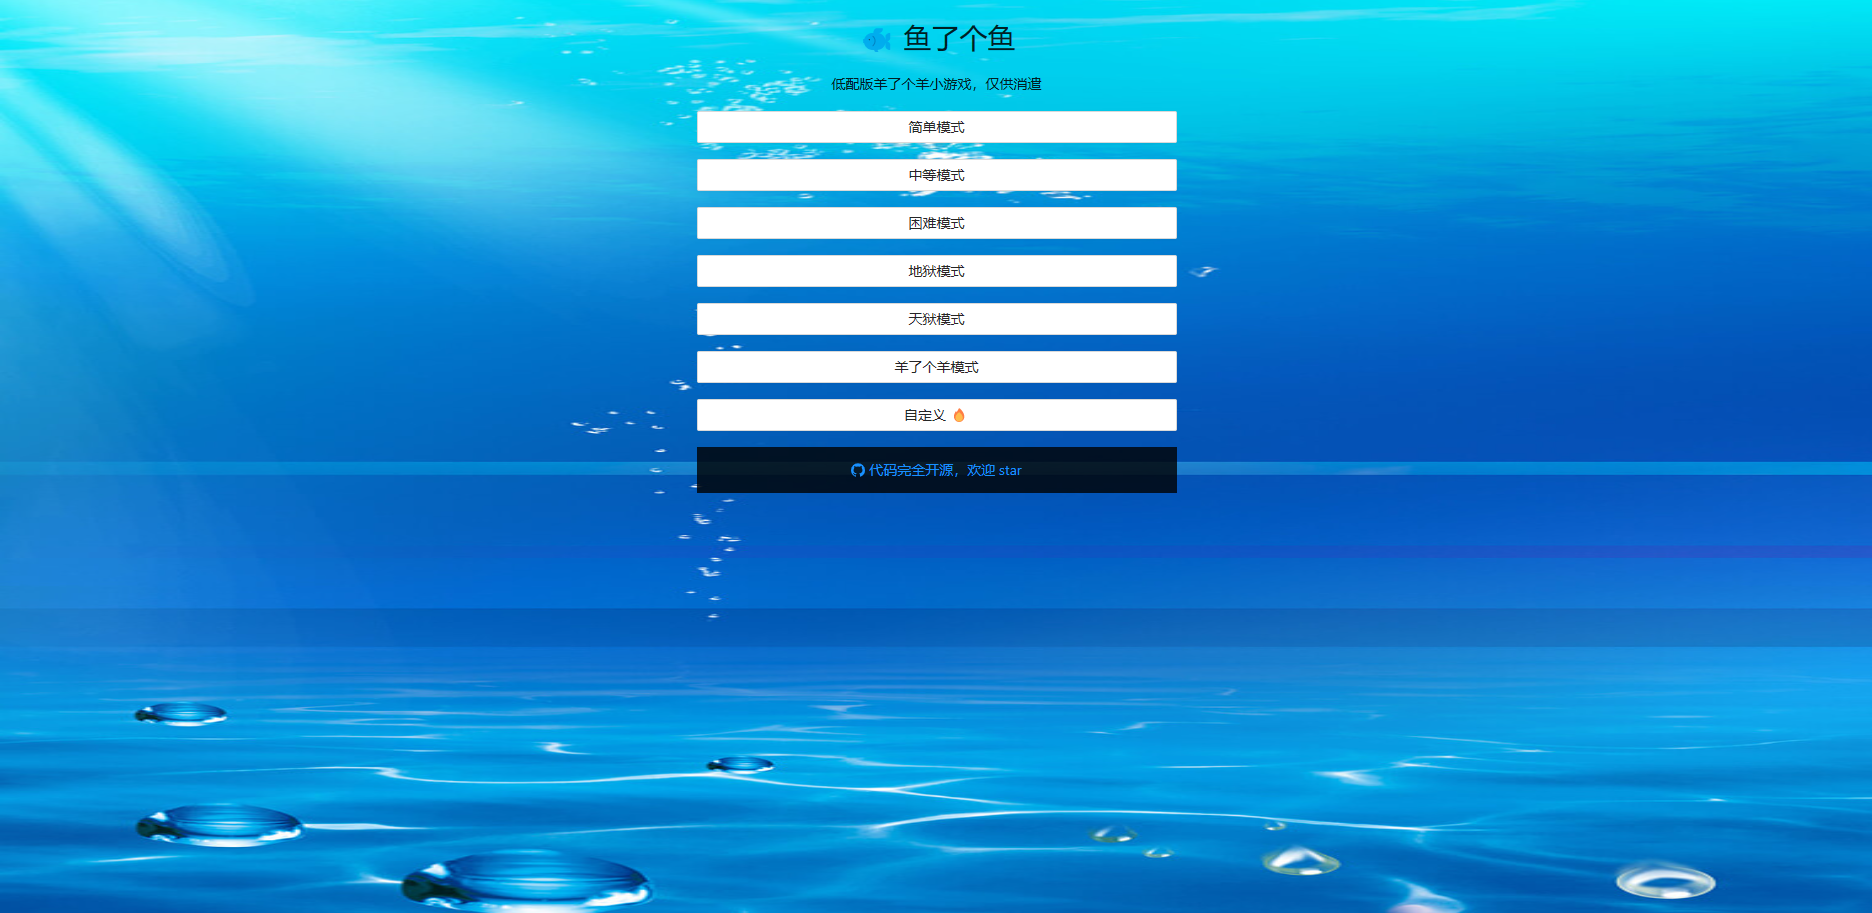 鱼了个鱼
低配版羊了个羊小游戏，仅供消遣
简单模式
中等模式
困难模式
地狱模式
天狱模式
羊了个羊模式
自定义 🔥
代码完全开源，欢迎 star